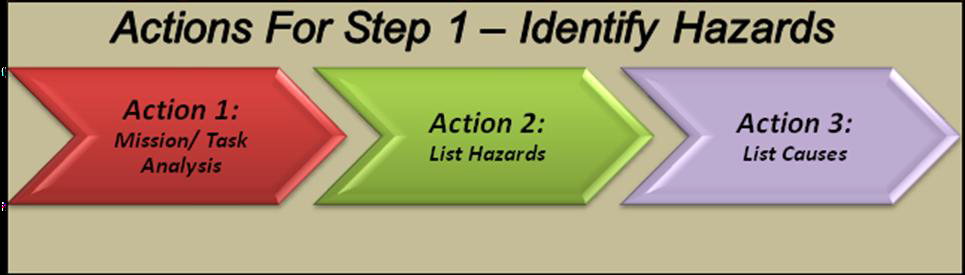 Actions For Step 1 – Identify Hazards
Action 1:
Mission/ Task
Analysis
Action 2:
List Hazards
Action 3:
List Causes